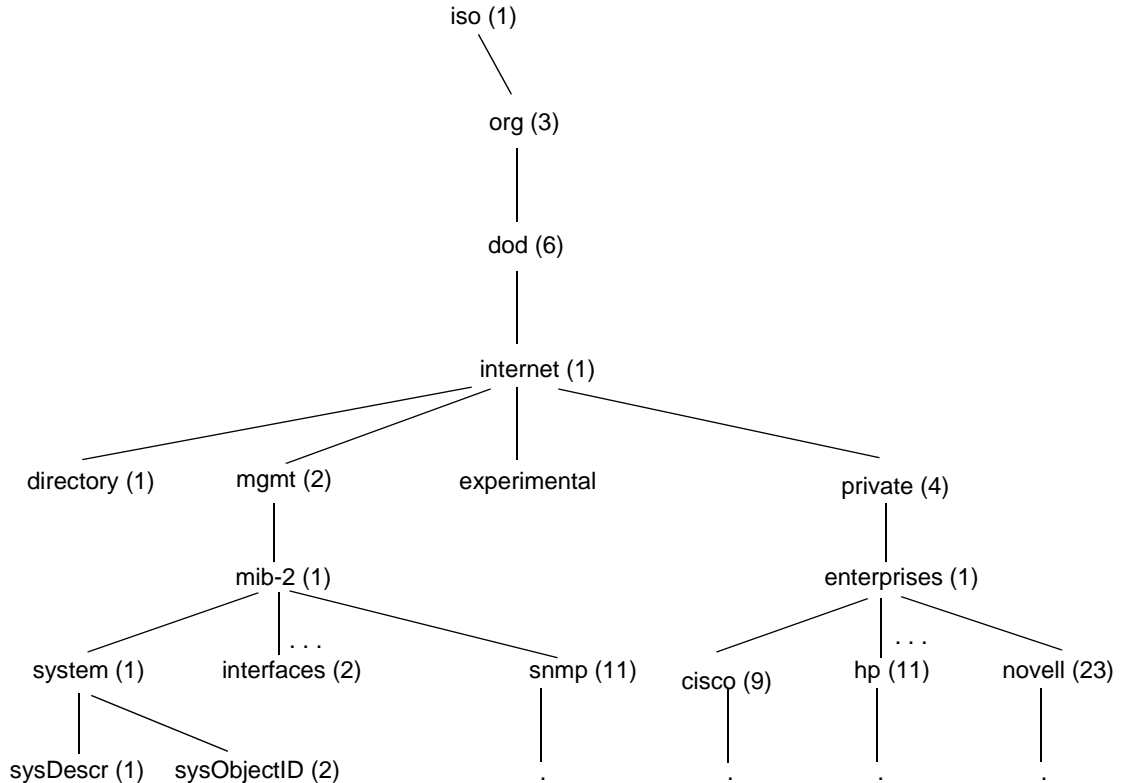 iso (1)
org (3)
dod (6)
internet (1)
directory (1)
mgmt (2)
experimental
private (4)
mib-2 (1)
enterprises (1)
. . .
. . .
system (1)
interfaces (2)
snmp (11)
cisco (9)
hp (11)
novell (23)
sysDescr (1)
sysObjectID (2)
.
.
.
.